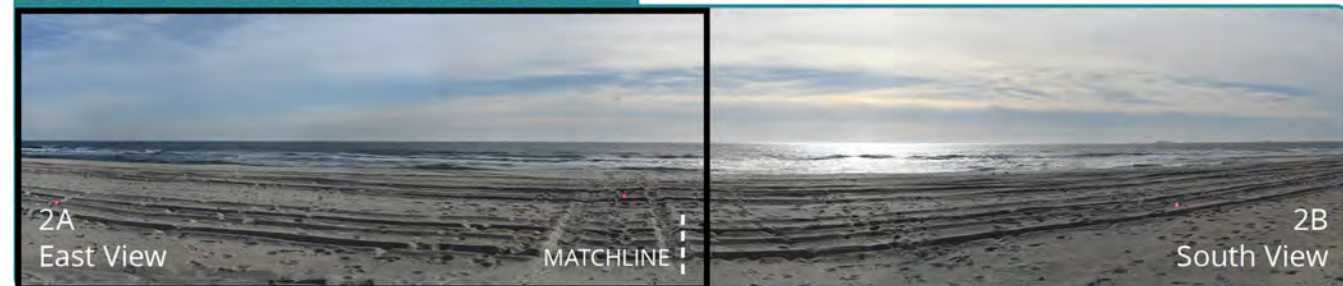 2A
East View
MATCHLINE
2B
South View